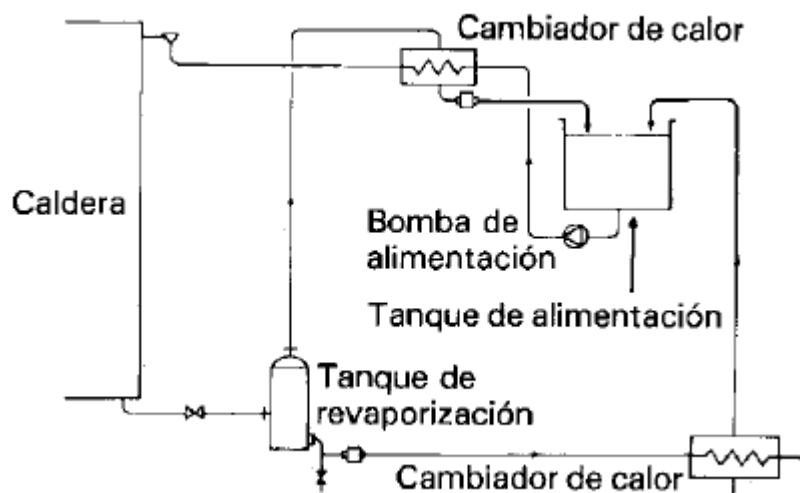 Cambiador de calor
Caldera
Bomba de
alimentación
Tanque de alimentación
Tanque de
revaporización
Cambiador de calor